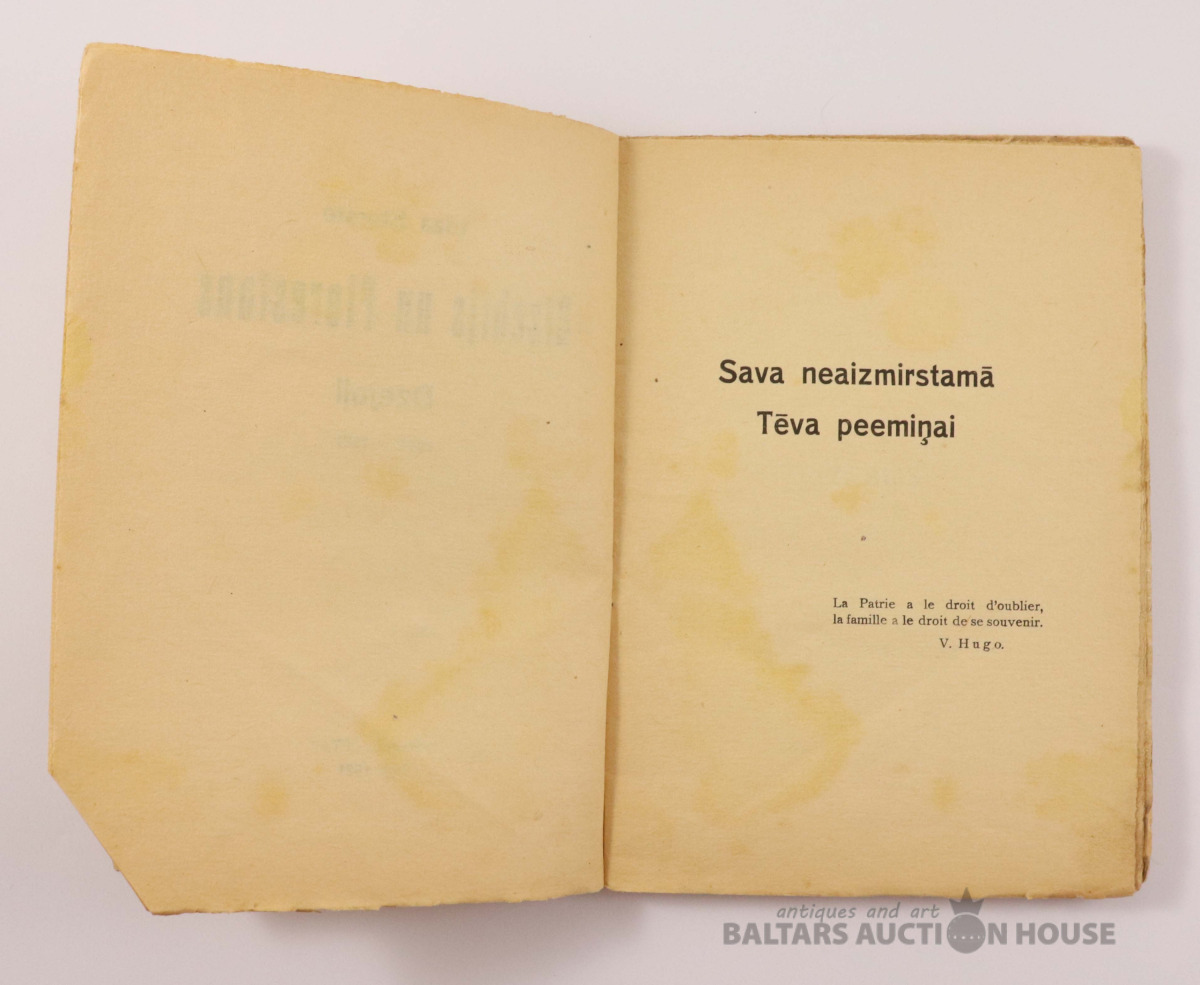 Sava neaizmirstamā
Tēva peemiņai
La Patrie a le droit d'oublier,
la famille a le droit de se souvenir.
V. Hugo.
antiques and art
BALTARS AUCTION HOUSE